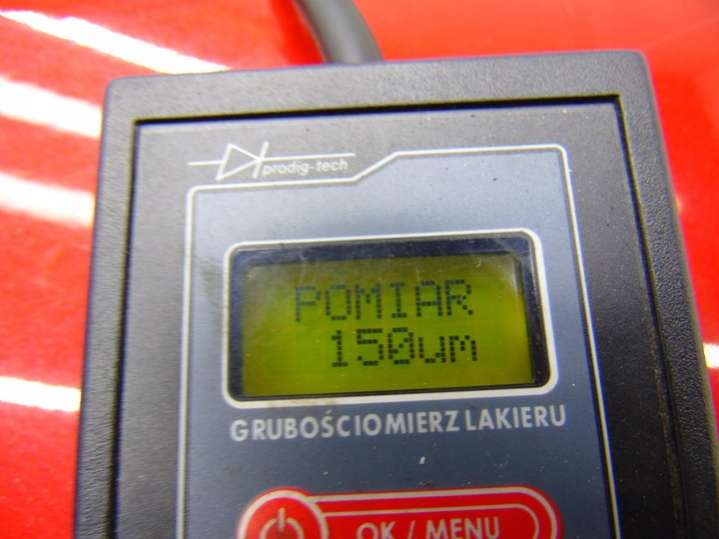 prodig-tech
POMIAR
150um
GRUBOŚCIOMIERZ LAKIERU
OK / MENU